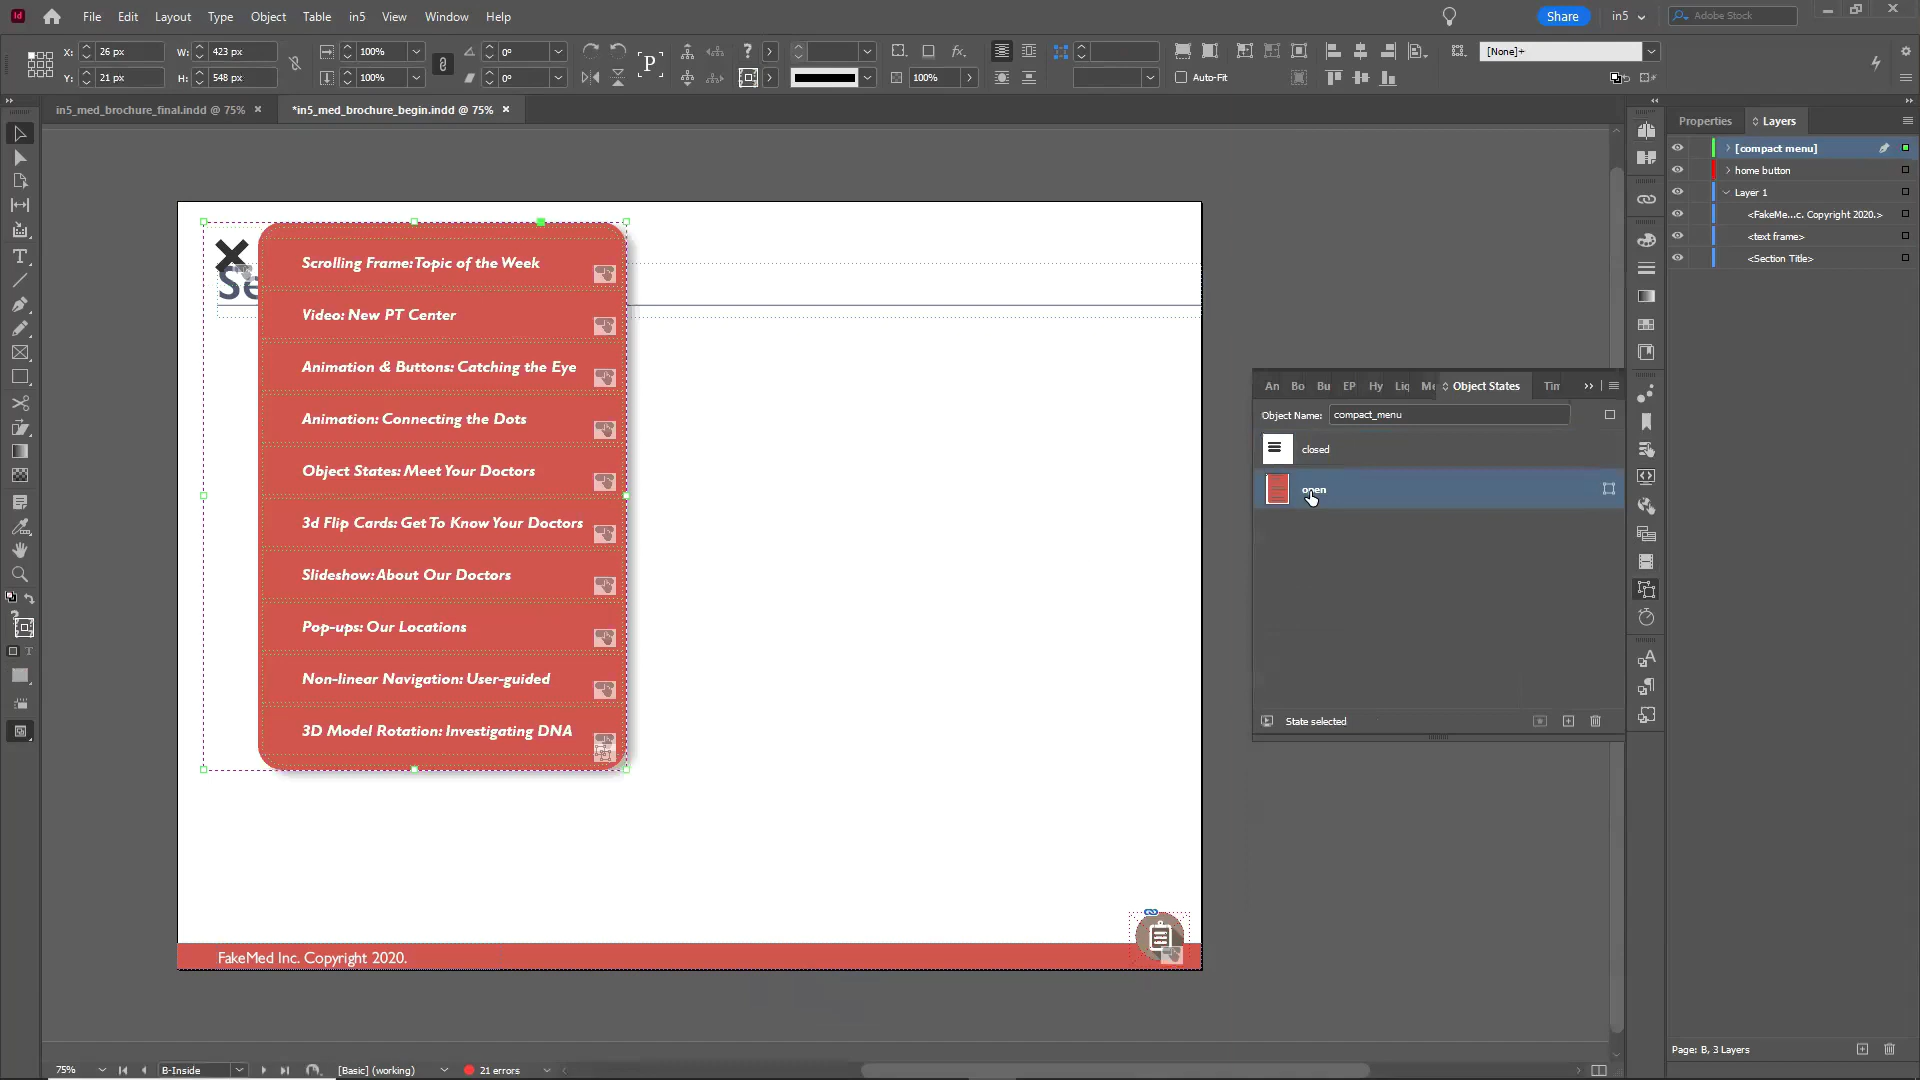 File Edit Layout Type Object Table in5 View Window Help
Share in5 Adobe Stock
X: 26 px W: 423 px 100% 0° [None]+
Y: 21 px H: 548 px 100% 0° P 100% Auto-Fit
in5_med_brochure_final.indd @ 75% × *in5_med_brochure_begin.indd @ 75% ×
Properties Layers
[compact menu]
home button
Layer 1
<FakeMe...c. Copyright 2020.>
<text frame>
<Section Title>
Se
Scrolling Frame: Topic of the Week
Video: New PT Center
Animation & Buttons: Catching the Eye
Animation: Connecting the Dots
Object States: Meet Your Doctors
3d Flip Cards: Get To Know Your Doctors
Slideshow: About Our Doctors
Pop-ups: Our Locations
Non-linear Navigation: User-guided
3D Model Rotation: Investigating DNA
An Bo Bu EP Hy Liq Me Object States Tim
Object Name: compact_menu
closed
open
State selected
FakeMed Inc. Copyright 2020.
Page: B, 3 Layers
75% B-Inside [Basic] (working) 21 errors